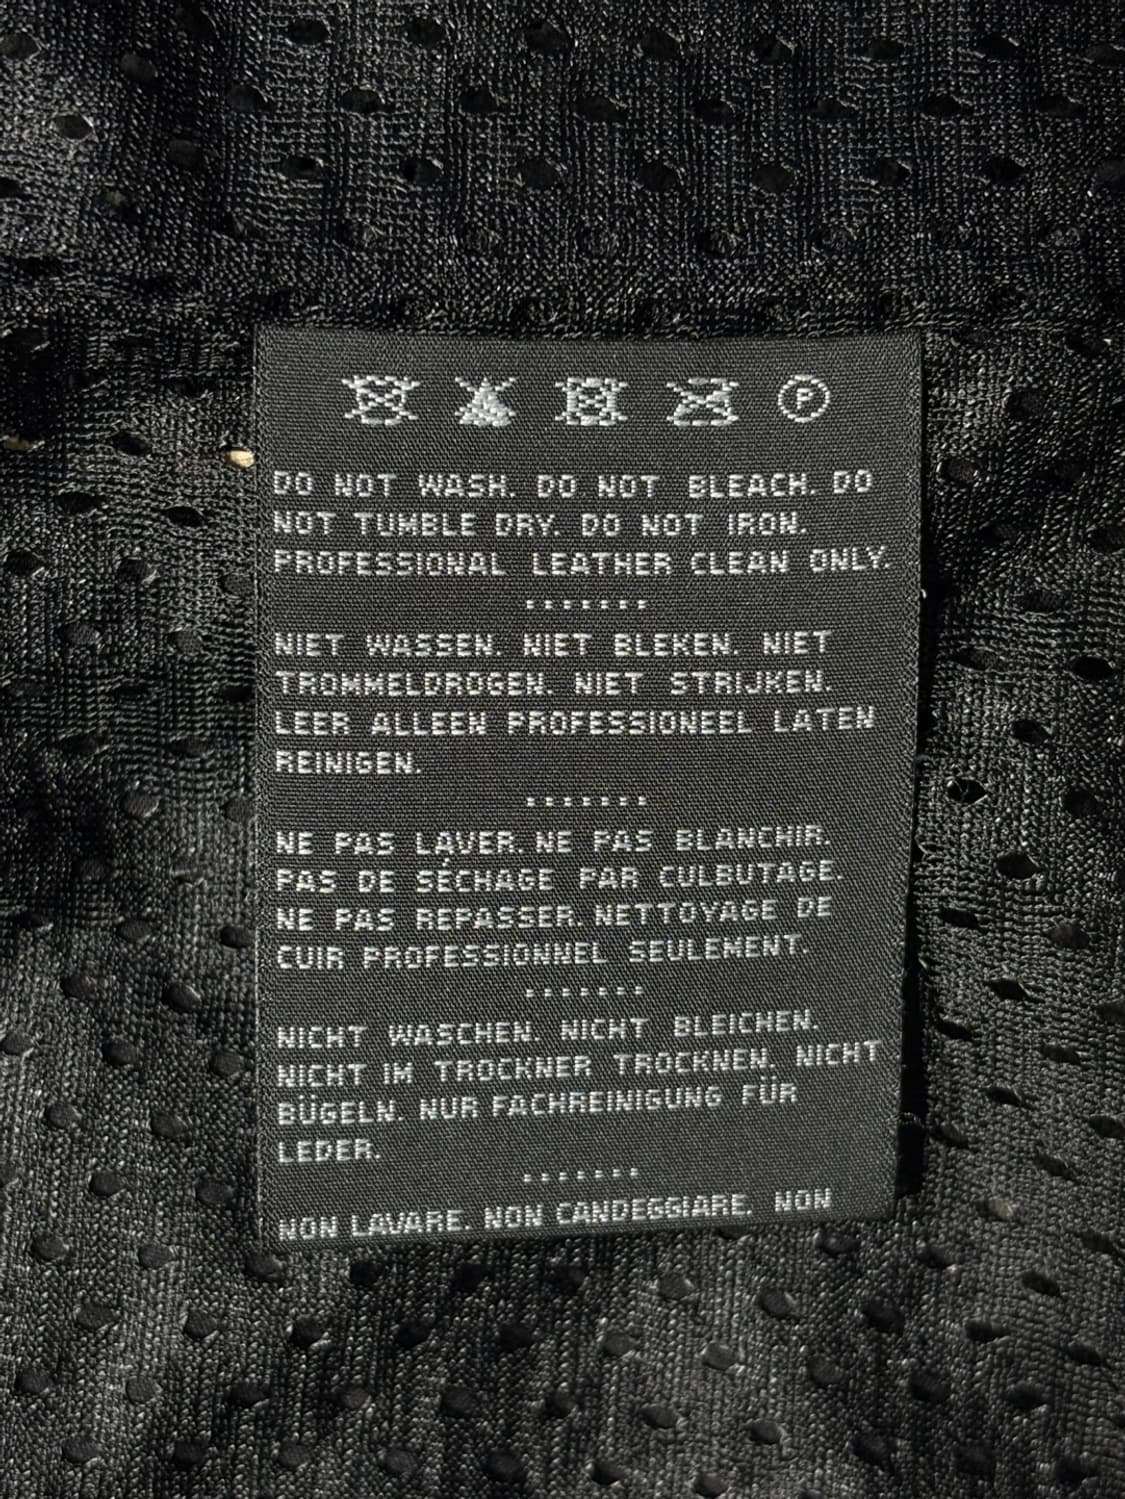 P
DO NOT WASH. DO NOT BLEACH. DO
NOT TUMBLE DRY. DO NOT IRON.
PROFESSIONAL LEATHER CLEAN ONLY.
.......
NIET WASSEN. NIET BLEKEN. NIET
TROMMELDROGEN. NIET STRIJKEN.
LEER ALLEEN PROFESSIONEEL LATEN
REINIGEN.
.......
NE PAS LAVER. NE PAS BLANCHIR.
PAS DE SÉCHAGE PAR CULBUTAGE.
NE PAS REPASSER. NETTOYAGE DE
CUIR PROFESSIONNEL SEULEMENT.
.......
NICHT WASCHEN. NICHT BLEICHEN.
NICHT IM TROCKNER TROCKNEN. NICHT
BÜGELN. NUR FACHREINIGUNG FÜR
LEDER.
.......
NON LAVARE. NON CANDEGGIARE. NON